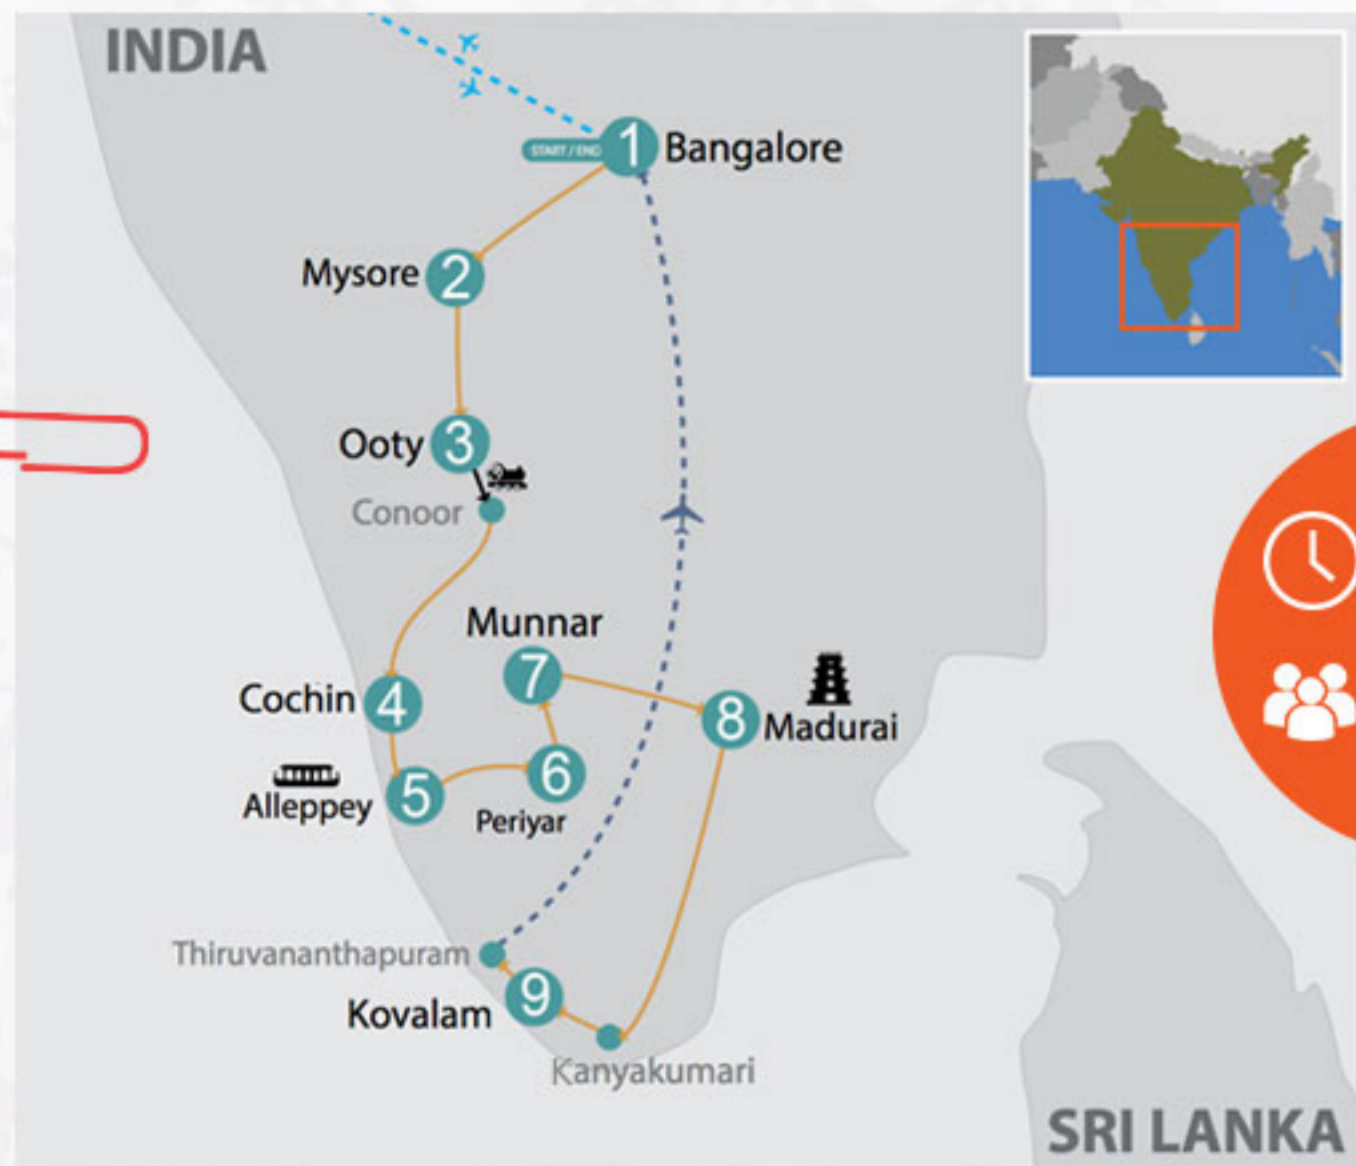 INDIA
START / END
1
Bangalore
Mysore
2
Ooty
3
Conoor
Munnar
7
Cochin
4
8
Madurai
Alleppey
5
6
Periyar
Thiruvananthapuram
9
Kovalam
Kanyakumari
SRI LANKA